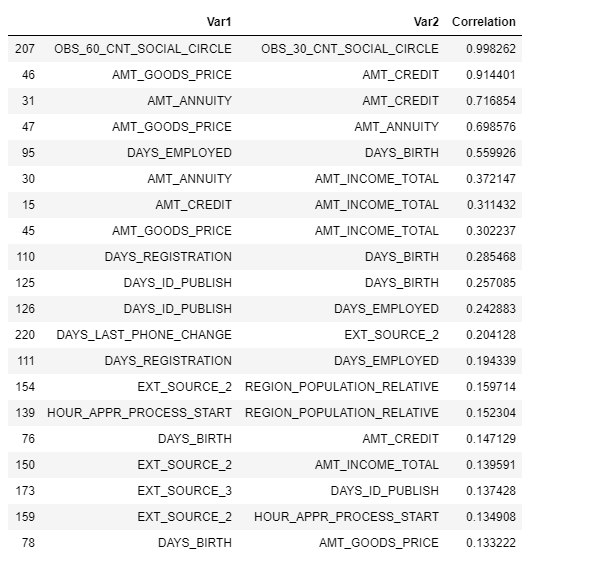 Var1 Var2 Correlation
207 OBS_60_CNT_SOCIAL_CIRCLE OBS_30_CNT_SOCIAL_CIRCLE 0.998262
46 AMT_GOODS_PRICE AMT_CREDIT 0.914401
31 AMT_ANNUITY AMT_CREDIT 0.716854
47 AMT_GOODS_PRICE AMT_ANNUITY 0.698576
95 DAYS_EMPLOYED DAYS_BIRTH 0.559926
30 AMT_ANNUITY AMT_INCOME_TOTAL 0.372147
15 AMT_CREDIT AMT_INCOME_TOTAL 0.311432
45 AMT_GOODS_PRICE AMT_INCOME_TOTAL 0.302237
110 DAYS_REGISTRATION DAYS_BIRTH 0.285468
125 DAYS_ID_PUBLISH DAYS_BIRTH 0.257085
126 DAYS_ID_PUBLISH DAYS_EMPLOYED 0.242883
220 DAYS_LAST_PHONE_CHANGE EXT_SOURCE_2 0.204128
111 DAYS_REGISTRATION DAYS_EMPLOYED 0.194339
154 EXT_SOURCE_2 REGION_POPULATION_RELATIVE 0.159714
139 HOUR_APPR_PROCESS_START REGION_POPULATION_RELATIVE 0.152304
76 DAYS_BIRTH AMT_CREDIT 0.147129
150 EXT_SOURCE_2 AMT_INCOME_TOTAL 0.139591
173 EXT_SOURCE_3 DAYS_ID_PUBLISH 0.137428
159 EXT_SOURCE_2 HOUR_APPR_PROCESS_START 0.134908
78 DAYS_BIRTH AMT_GOODS_PRICE 0.133222